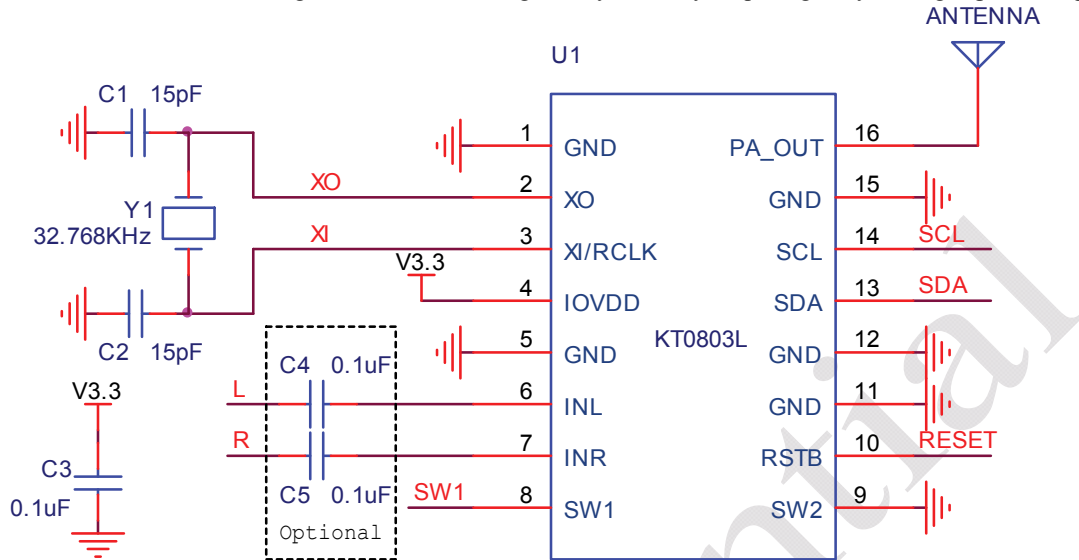 ANTENNA
U1
C1 15pF
1 GND PA_OUT 16
XO 2 XO GND 15
Y1
32.768KHz
XI 3 XI/RCLK SCL 14 SCL
V3.3
4 IOVDD SDA 13 SDA
C2 15pF
5 GND KT0803L GND 12
C4 0.1uF
L 6 INL GND 11
V3.3
R 7 INR RSTB 10 RESET
C3
0.1uF
C5 0.1uF
SW1 8 SW1 SW2 9
Optional